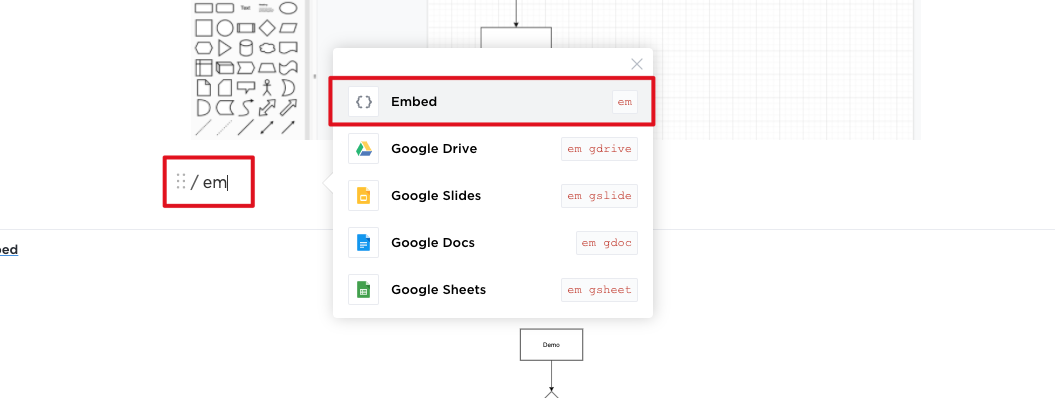 Text
Embed em
Google Drive em gdrive
/ em
Google Slides em gslide
Google Docs em gdoc
bed
Google Sheets em gsheet
Demo